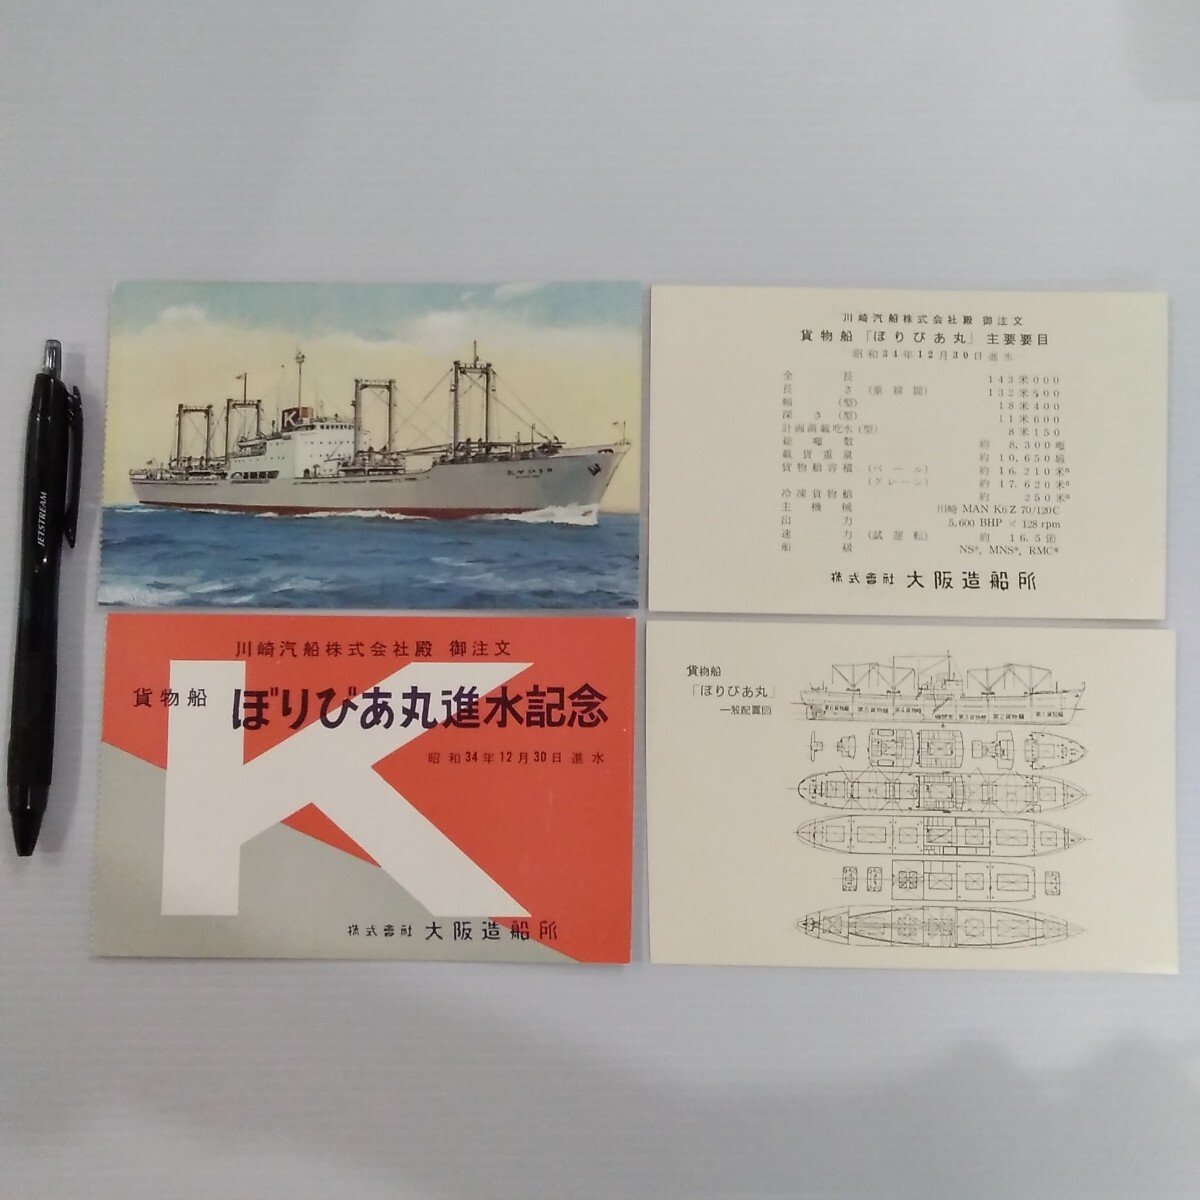 JETSTREAM
K
川崎汽船株式会社殿 御注文
貨物船「ぼりびあ丸」主要要目
昭和34年12月30日進水
全長 143米000
長さ(垂線間) 132米500
幅(型) 18米400
深さ(型) 11米600
計画満載吃水(型) 8米150
総噸数 約 8,300噸
載貨重量 約 10,650瓲
貨物艙容積(ベール) 約 16,210米³
(グレーン) 約 17,620米³
冷凍貨物艙 約 250米³
主機械 川崎 MAN K6Z 70/120C
出力 5,600 BHP × 128 rpm
速力(試運転) 約 16.5節
船級 NS*, MNS*, RMC*
株式會社 大阪造船所
川崎汽船株式会社殿 御注文
貨物船 ぼりびあ丸進水記念
昭和34年12月30日進水
K
株式會社 大阪造船所
貨物船
「ぼりびあ丸」
一般配置図